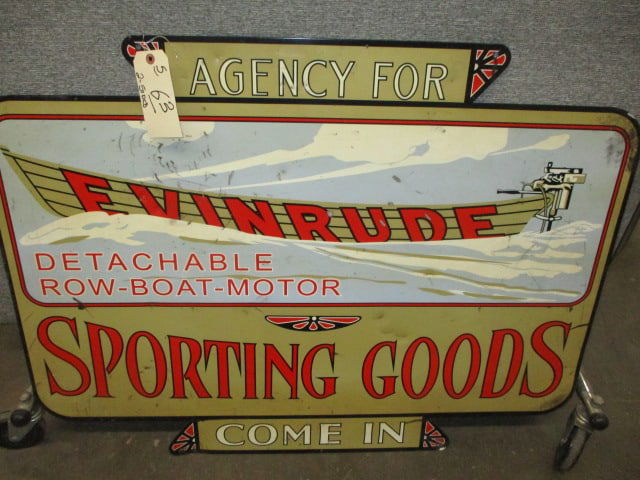 AGENCY FOR
EVINRUDE
DETACHABLE
ROW-BOAT-MOTOR
SPORTING GOODS
COME IN